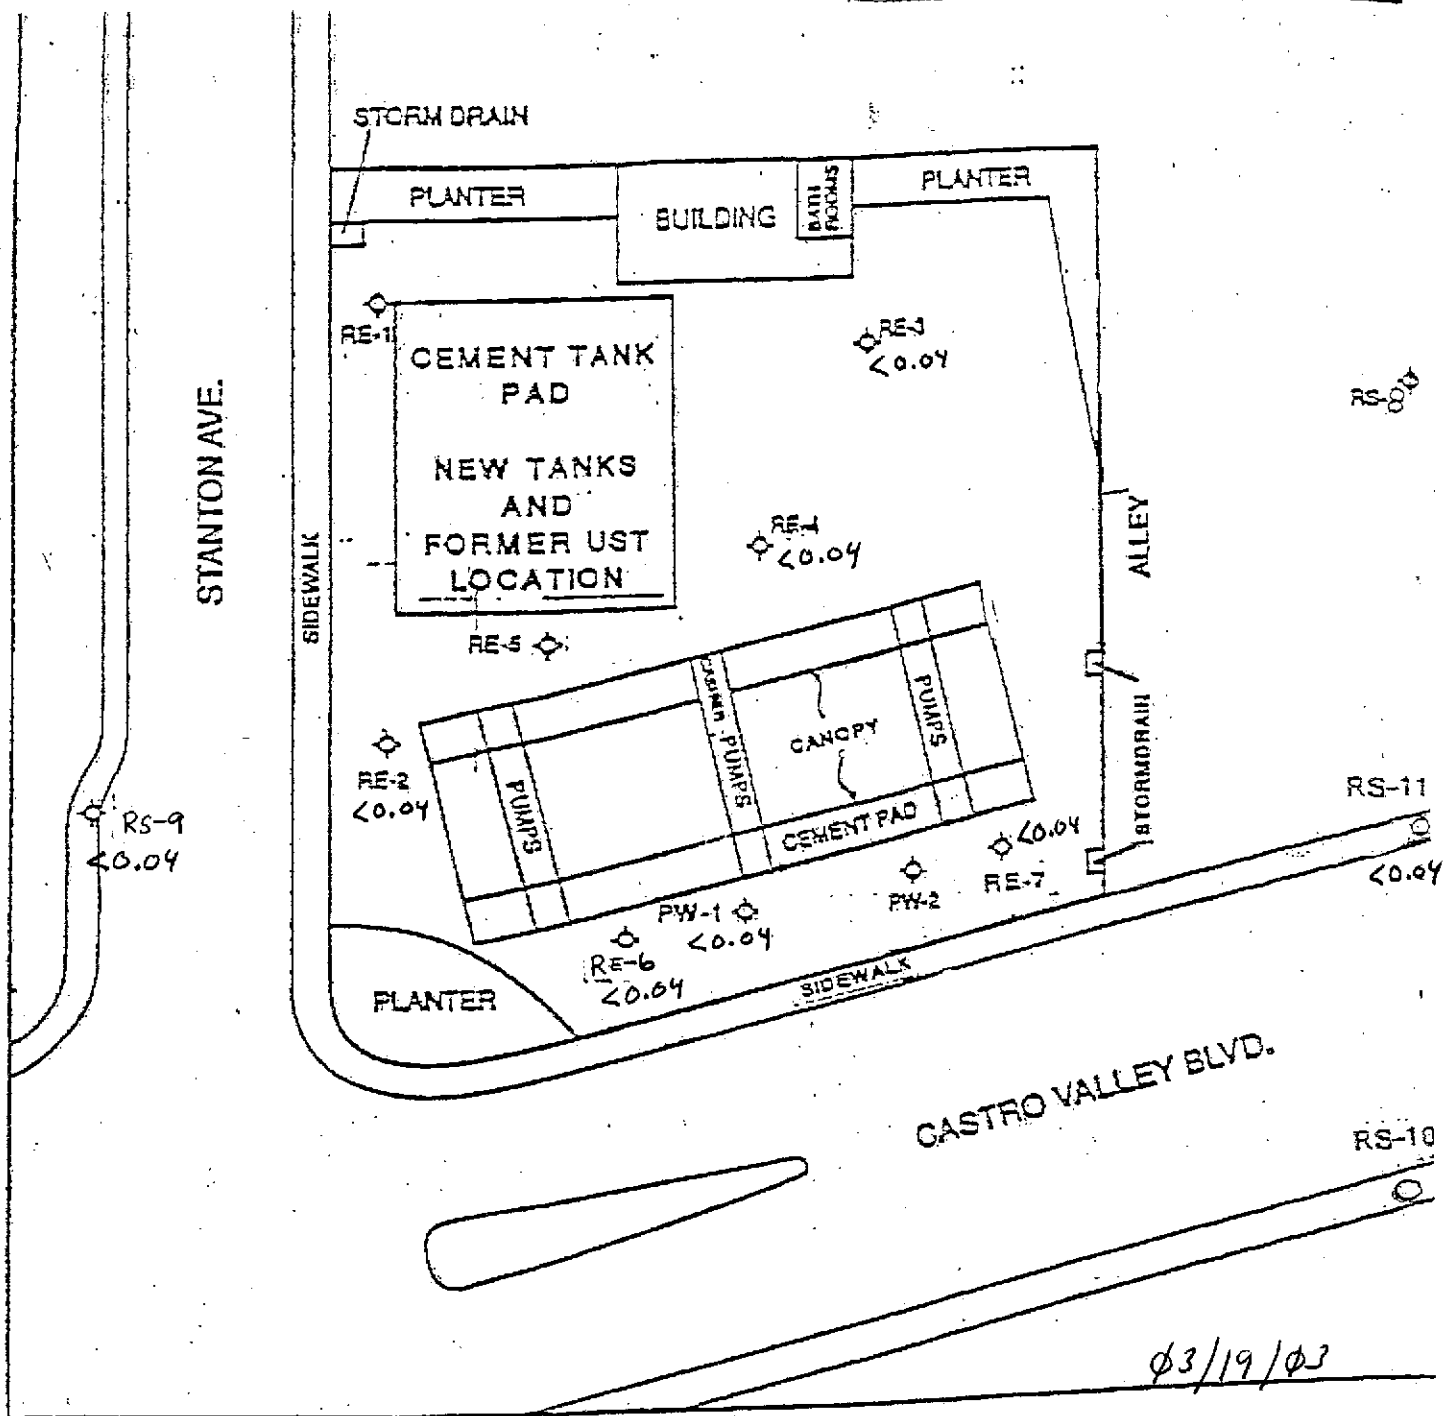 STORM DRAIN
PLANTER
BUILDING
BATH
ROOMS
PLANTER
RE-1
CEMENT TANK
PAD
NEW TANKS
AND
FORMER UST
LOCATION
RE-3
<0.04
RS-8
STANTON AVE.
SIDEWALK
RE-4
<0.04
ALLEY
RE-5
PUMPS
PUMPS
PUMPS
CANOPY
CEMENT PAD
STORMDRAIN
RE-2
<0.04
RS-9
<0.04
RS-11
<0.04
<0.04
RE-7
PW-2
PW-1
<0.04
RE-6
<0.04
PLANTER
SIDEWALK
CASTRO VALLEY BLVD.
RS-10
03/19/03